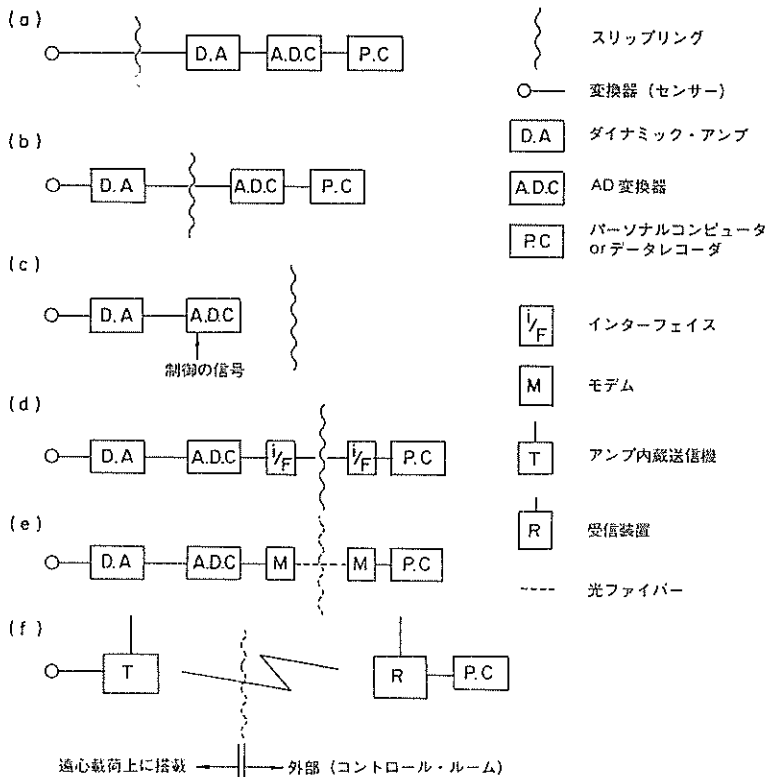 (a)
D.A
A.D.C
P.C
(b)
D.A
A.D.C
P.C
(c)
D.A
A.D.C
制御の信号
(d)
D.A
A.D.C
i/F
i/F
P.C
(e)
D.A
A.D.C
M
M
P.C
(f)
T
R
P.C
遠心載荷上に搭載
外部(コントロール・ルーム)
スリップリング
変換器(センサー)
D.A
ダイナミック・アンプ
A.D.C
AD変換器
P.C
パーソナルコンピュータ
orデータレコーダ
i/F
インターフェイス
M
モデム
T
アンプ内蔵送信機
R
受信装置
光ファイバー